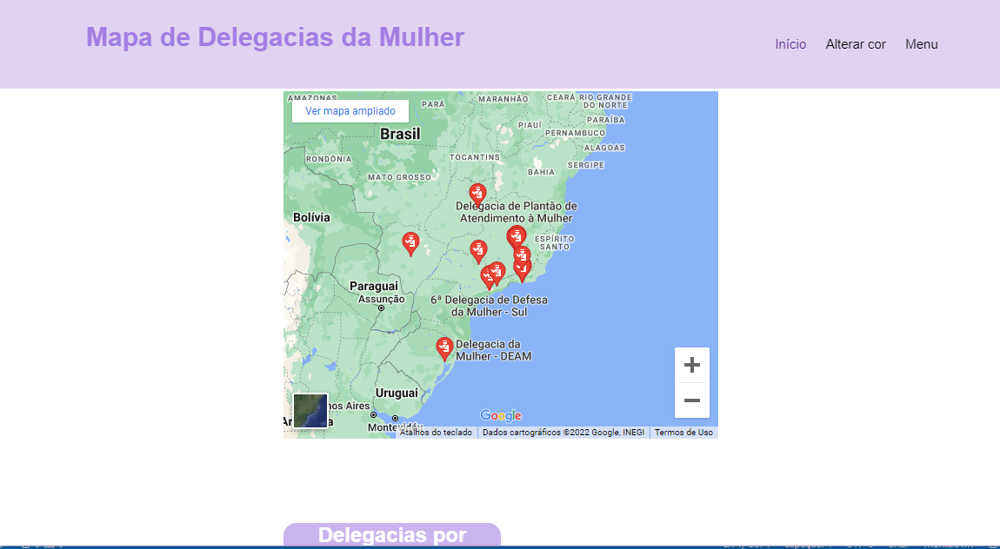 Mapa de Delegacias da Mulher
Início Alterar cor Menu
AMAZONAS
Ver mapa ampliado
PARÁ
MARANHÃO
CEARÁ
RIO GRANDE
DO NORTE
PARAÍBA
PIAUÍ
PERNAMBUCO
Brasil
ALAGOAS
RONDÔNIA
TOCANTINS
SERGIPE
BAHIA
MATO GROSSO
Delegacia de Plantão de
Atendimento à Mulher
Bolívia
ESPÍRITO
SANTO
Paraguai
Assunção
6ª Delegacia de Defesa
da Mulher - Sul
Delegacia da
Mulher - DEAM
Uruguai
nos Aires
Montevidéu
Google
Atalhos do teclado
Dados cartográficos ©2022 Google, INEGI
Termos de Uso
Delegacias por